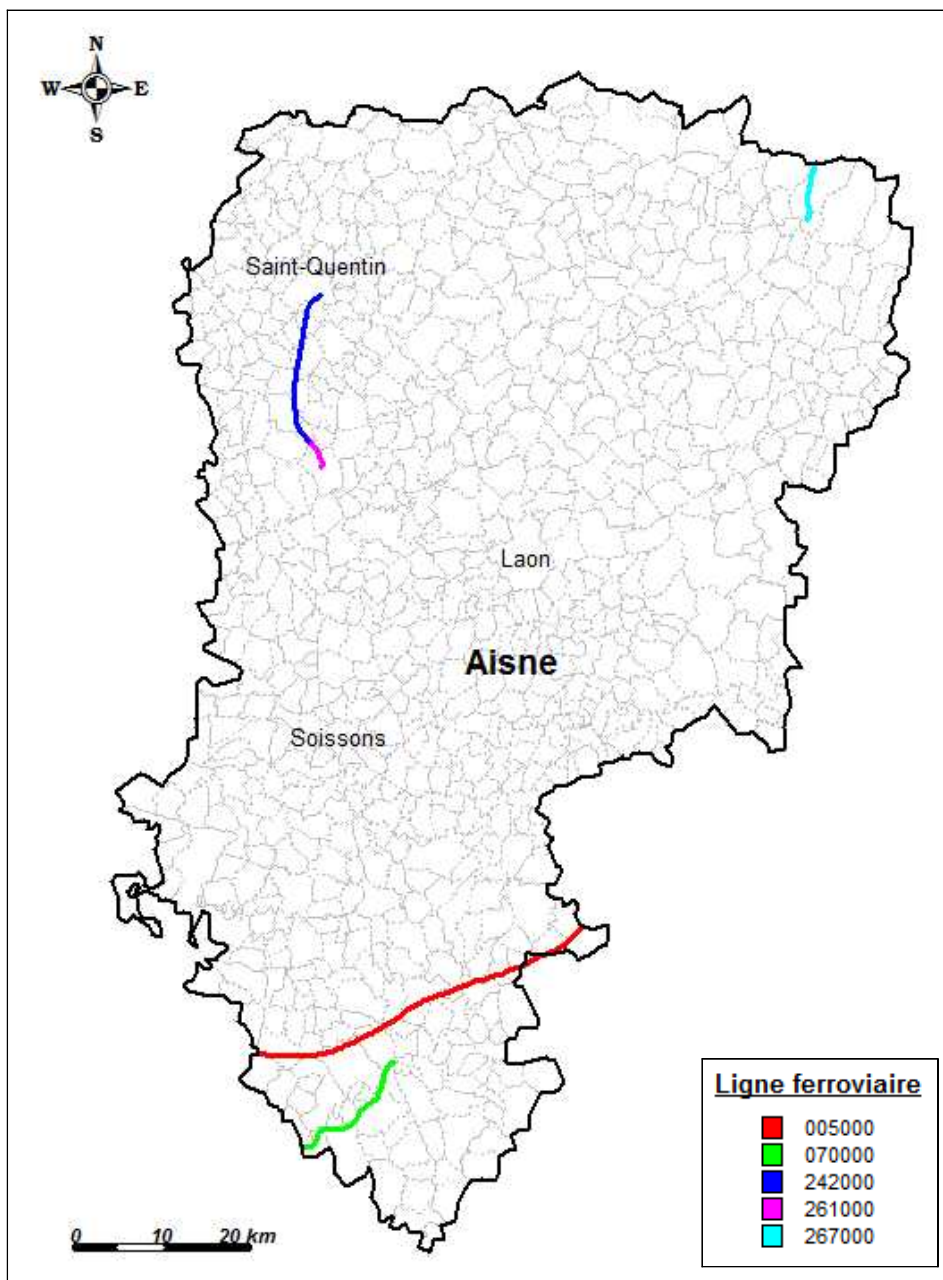 N
W E
S
Saint-Quentin
Laon
Aisne
Soissons
Ligne ferroviaire
005000
070000
242000
261000
267000
0 10 20 km